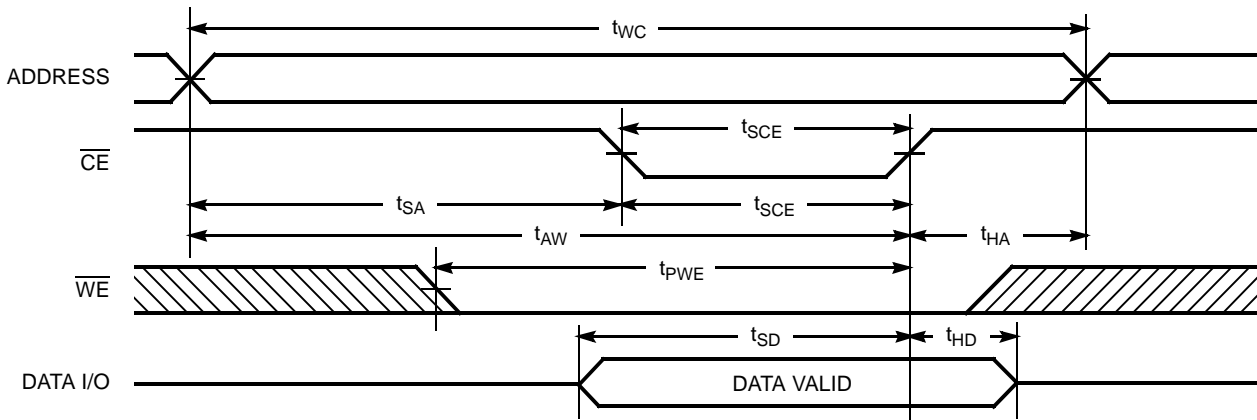 tWC
ADDRESS
tSCE
CE
tSA
tSCE
tAW
tHA
tPWE
WE
tSD
tHD
DATA I/O
DATA VALID